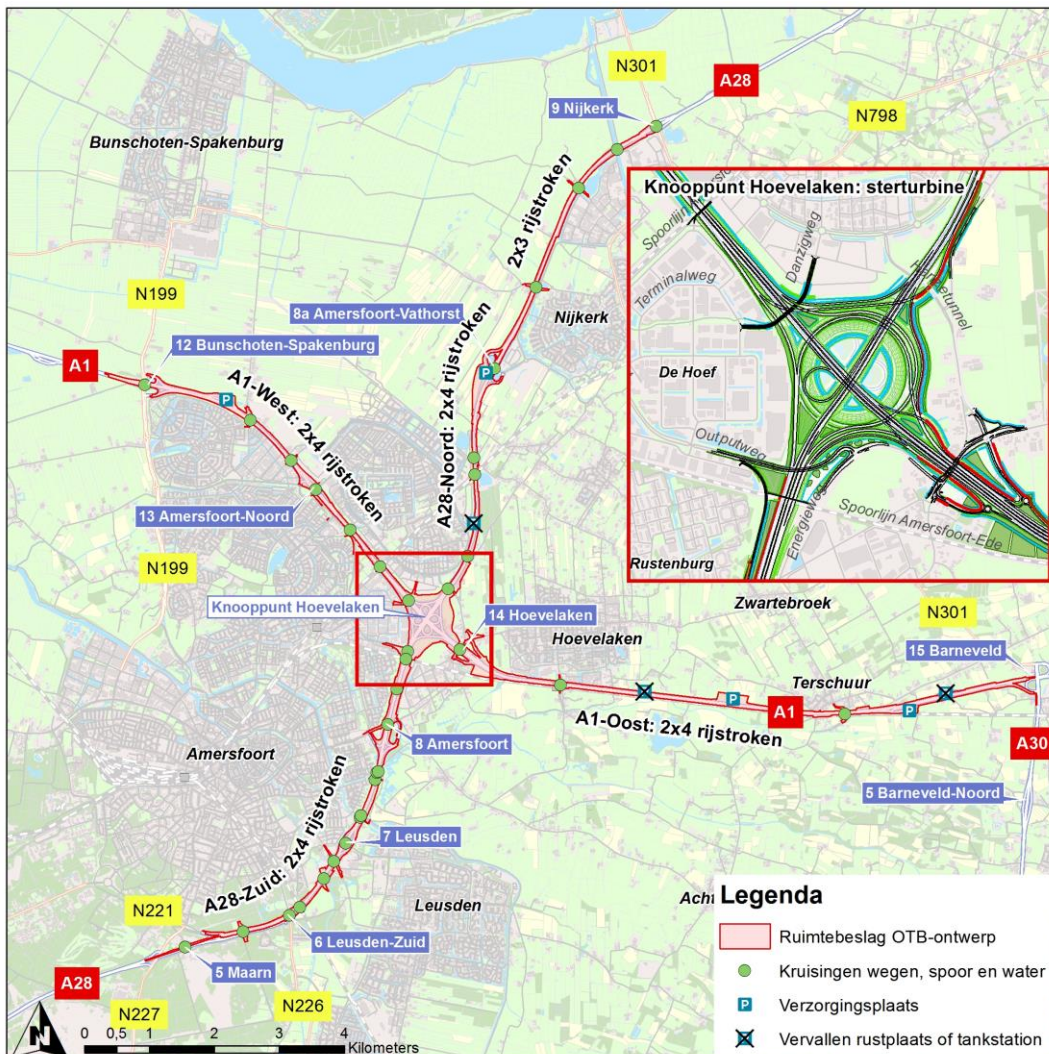 N301
A28
9 Nijkerk
N798
Bunschoten-Spakenburg
2x3 rijstroken
Knooppunt Hoevelaken: sterturbine
Danzigweg
Terminalweg
De Hoef
Outputweg
Energieweg
Spoorlijn Amersfoort-Ede
Rustenburg
N199
8a Amersfoort-Vathorst
Nijkerk
12 Bunschoten-Spakenburg
A1
A1-West: 2x4 rijstroken
A28-Noord: 2x4 rijstroken
13 Amersfoort-Noord
N199
Knooppunt Hoevelaken
14 Hoevelaken
Hoevelaken
Zwartebroek
N301
15 Barneveld
Terschuur
A1
A1-Oost: 2x4 rijstroken
A30
8 Amersfoort
Amersfoort
5 Barneveld-Noord
7 Leusden
A28-Zuid: 2x4 rijstroken
Leusden
N221
6 Leusden-Zuid
5 Maarn
A28
N227
N226
N
0 0,5 1 2 3 4
Kilometers
Legenda
Ruimtebeslag OTB-ontwerp
Kruisingen wegen, spoor en water
P Verzorgingsplaats
Vervallen rustplaats of tankstation